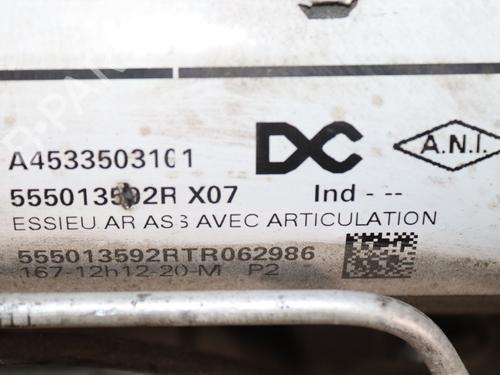 A4533503101
DC
A.N.I.
555013592R X07 Ind - --
ESSIEU AR ASS AVEC ARTICULATION
555013592RTR062986
167-12h12-20-M P2